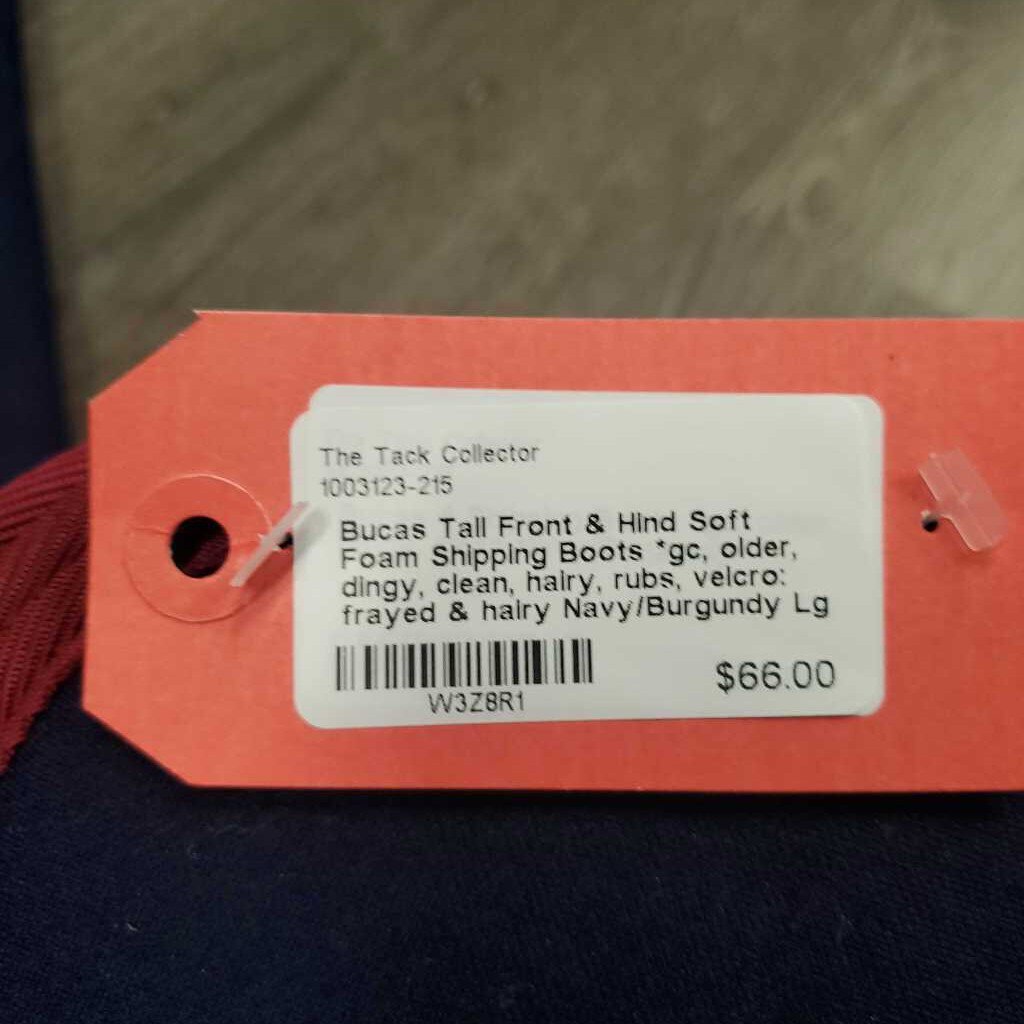 The Tack Collector
1003123-215
Bucas Tall Front & Hind Soft
Foam Shipping Boots *gc, older,
dingy, clean, hairy, rubs, velcro:
frayed & hairy Navy/Burgundy Lg
W3Z8R1
$66.00